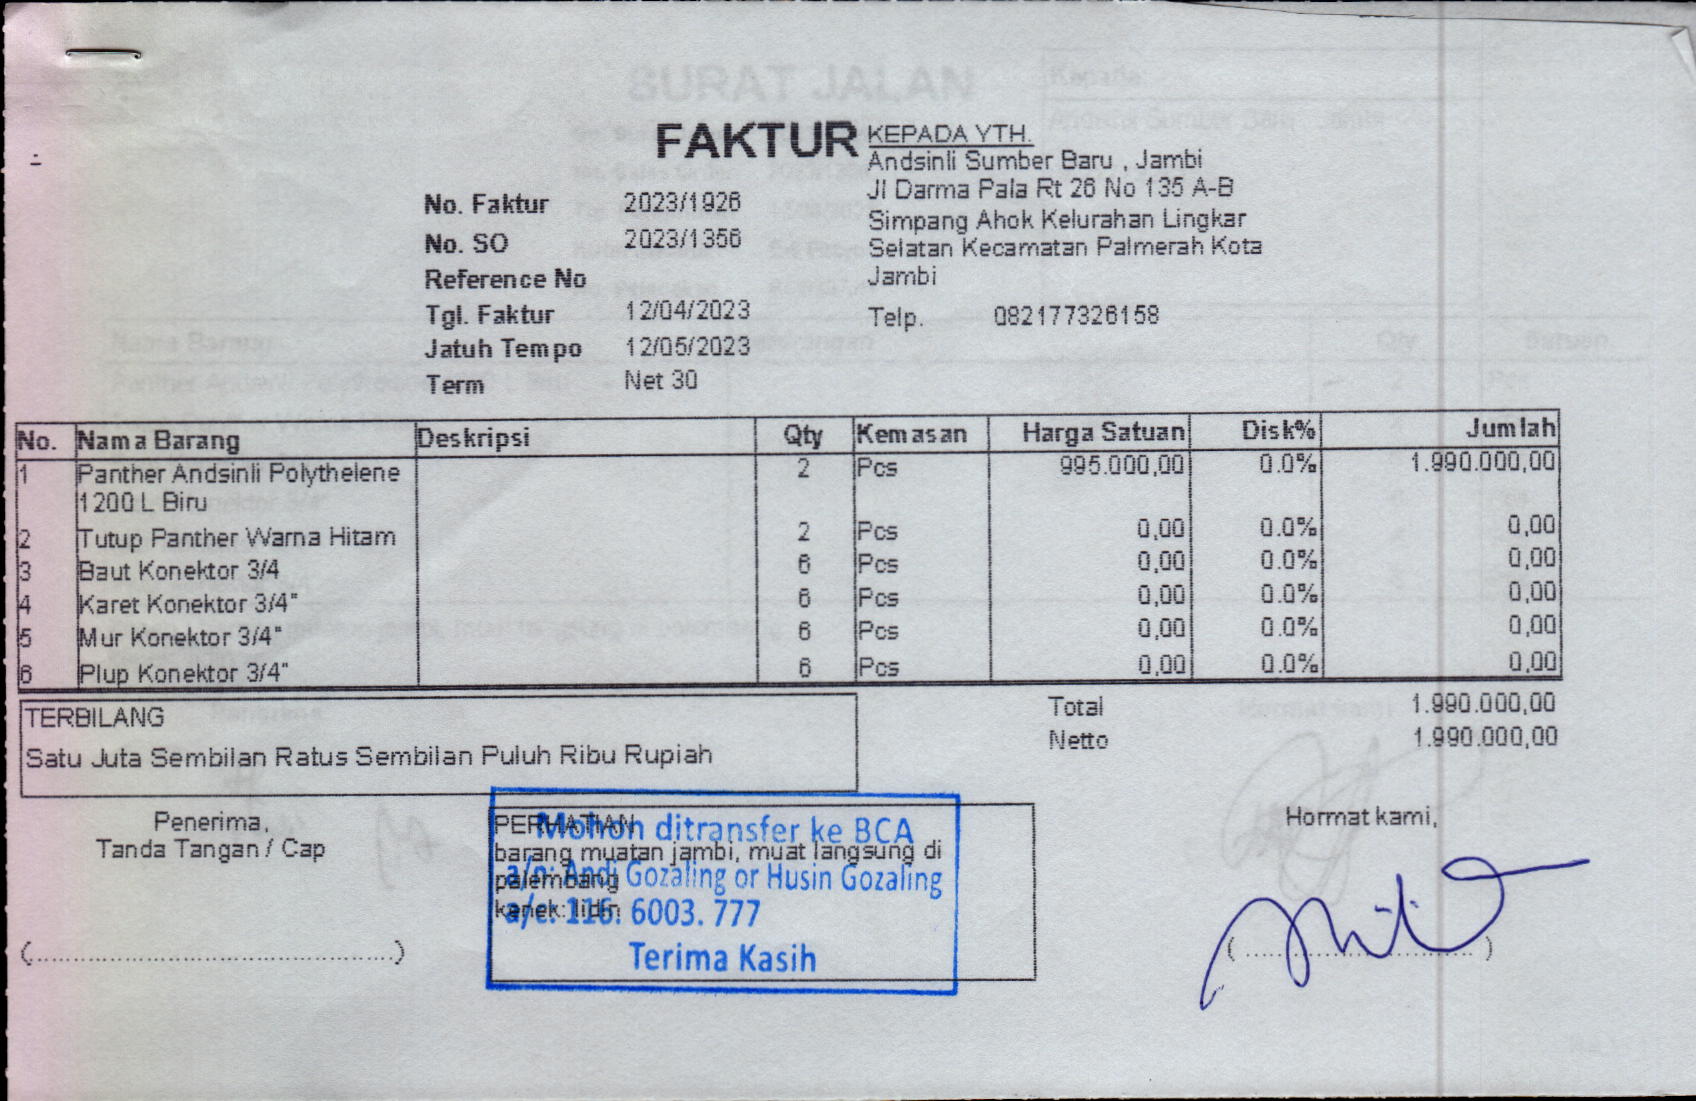 FAKTUR
KEPADA YTH.
Andsinli Sumber Baru , Jambi
Jl Darma Pala Rt 26 No 135 A-B
Simpang Ahok Kelurahan Lingkar
Selatan Kecamatan Palmerah Kota
Jambi
Telp. 082177326158
No. Faktur 2023/1926
No. SO 2023/1356
Reference No
Tgl. Faktur 12/04/2023
Jatuh Tempo 12/05/2023
Term Net 30
No. Nama Barang Deskripsi Qty Kemasan Harga Satuan Disk% Jumlah
1 Panther Andsinli Polythelene 2 Pcs 995.000,00 0.0% 1.990.000,00
1200 L Biru
2 Tutup Panther Warna Hitam 2 Pcs 0,00 0.0% 0,00
3 Baut Konektor 3/4 6 Pcs 0,00 0.0% 0,00
4 Karet Konektor 3/4" 6 Pcs 0,00 0.0% 0,00
5 Mur Konektor 3/4" 6 Pcs 0,00 0.0% 0,00
6 Plup Konektor 3/4" 6 Pcs 0,00 0.0% 0,00
TERBILANG
Satu Juta Sembilan Ratus Sembilan Puluh Ribu Rupiah
Total 1.990.000,00
Netto 1.990.000,00
Penerima,
Tanda Tangan / Cap
PERHATIAN
barang muatan jambi, muat langsung di
palembang
kenek: lidin
Mohon ditransfer ke BCA
a/n: Andi Gozaling or Husin Gozaling
a/c. 116. 6003. 777
Terima Kasih
Hormat kami,
SURAT JALAN
Kepada